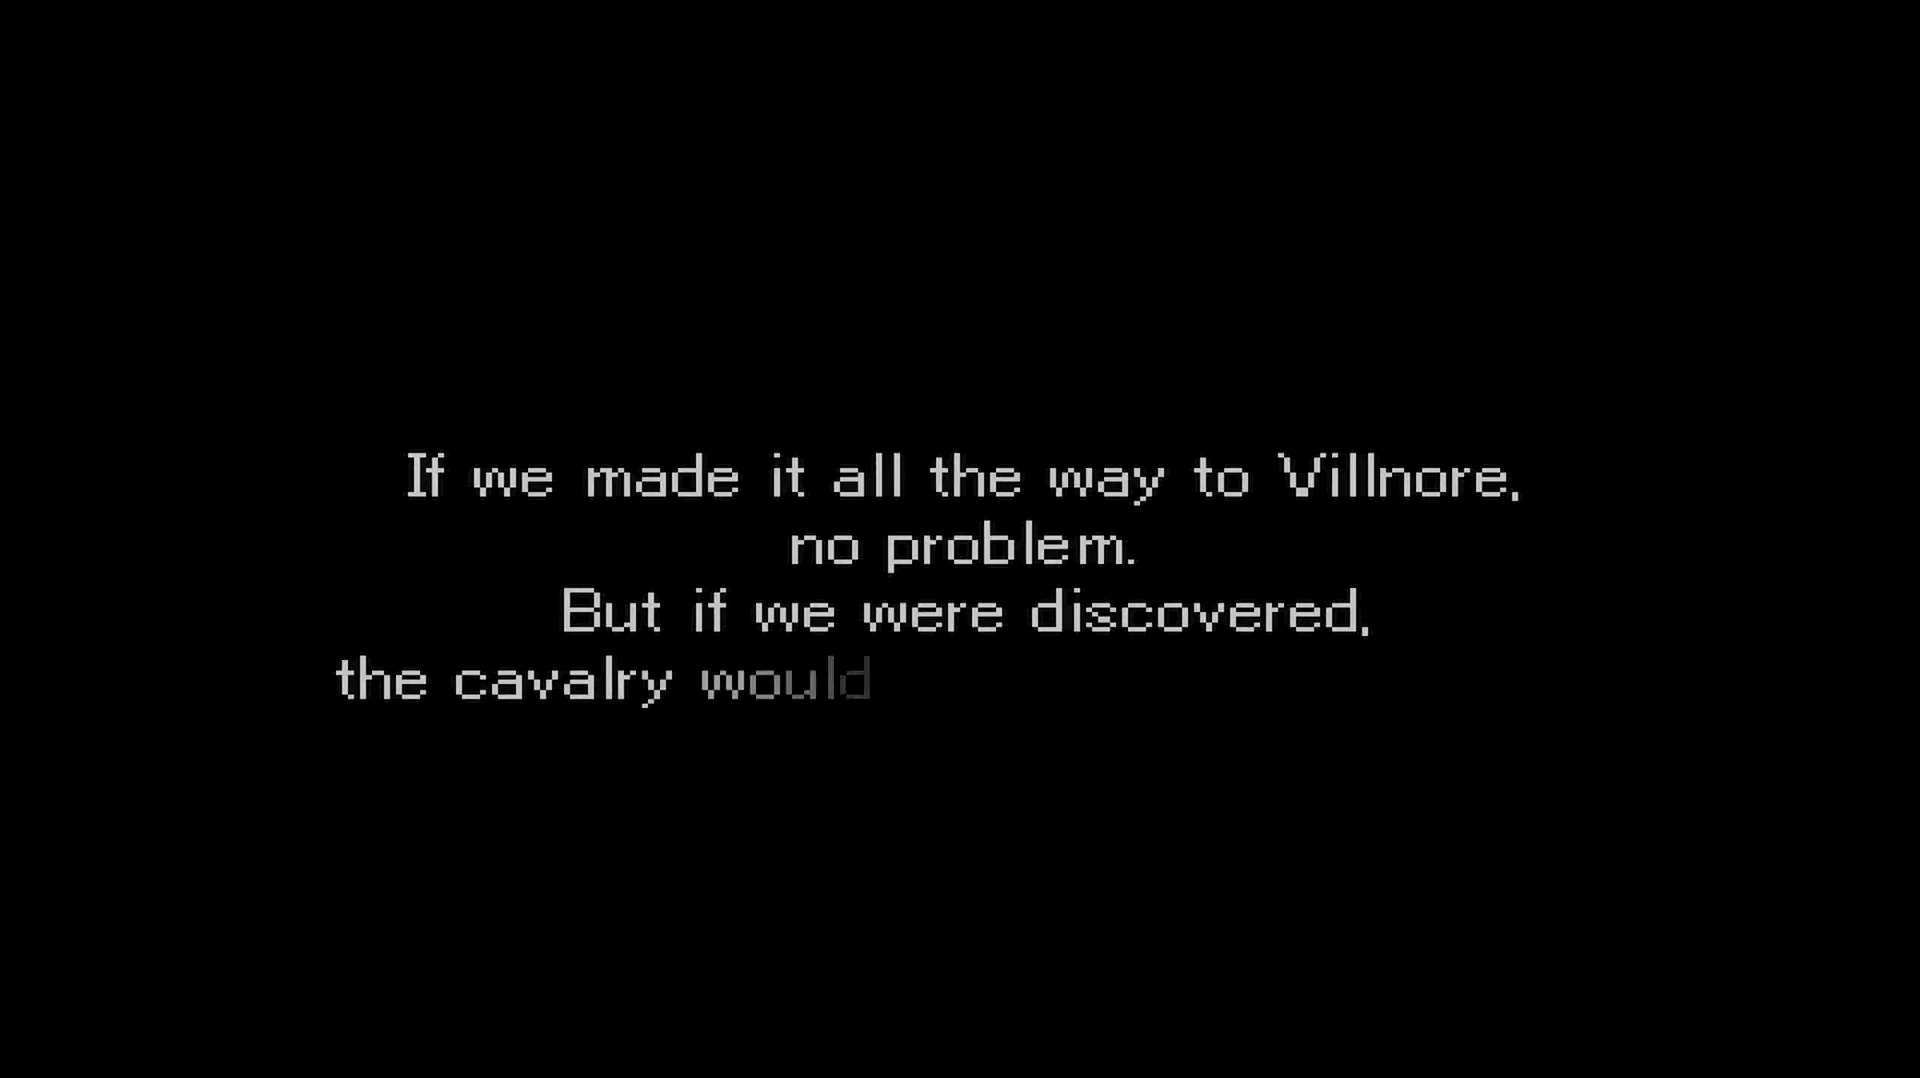 If we made it all the way to Villnore,
no problem.
But if we were discovered,
the cavalry would